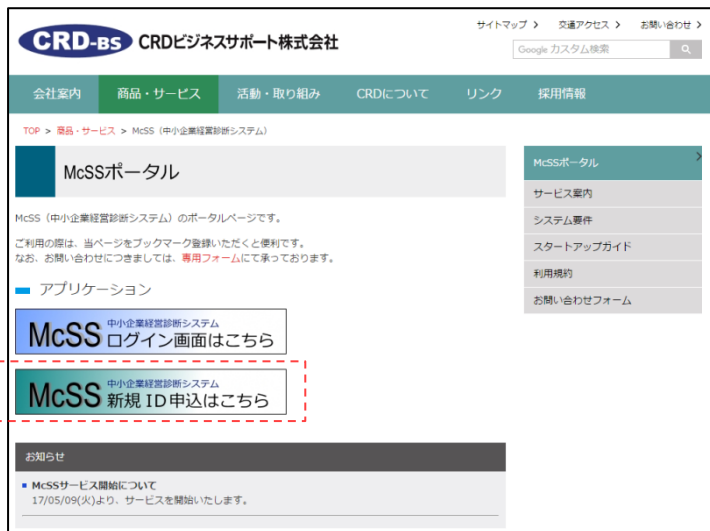 サイトマップ > 交通アクセス > お問い合わせ >
CRD-BS CRDビジネスサポート株式会社
Google カスタム検索
会社案内 商品・サービス 活動・取り組み CRDについて リンク 採用情報
TOP > 商品・サービス > McSS（中小企業経営診断システム）
McSSポータル
McSS（中小企業経営診断システム）のポータルページです。
ご利用の際は、当ページをブックマーク登録いただくと便利です。
なお、お問い合わせにつきましては、専用フォームにて承っております。
アプリケーション
McSS 中小企業経営診断システム
ログイン画面はこちら
McSS 中小企業経営診断システム
新規ID申込はこちら
お知らせ
McSSサービス開始について
17/05/09(火)より、サービスを開始いたします。
McSSポータル >
サービス案内
システム要件
スタートアップガイド
利用規約
お問い合わせフォーム